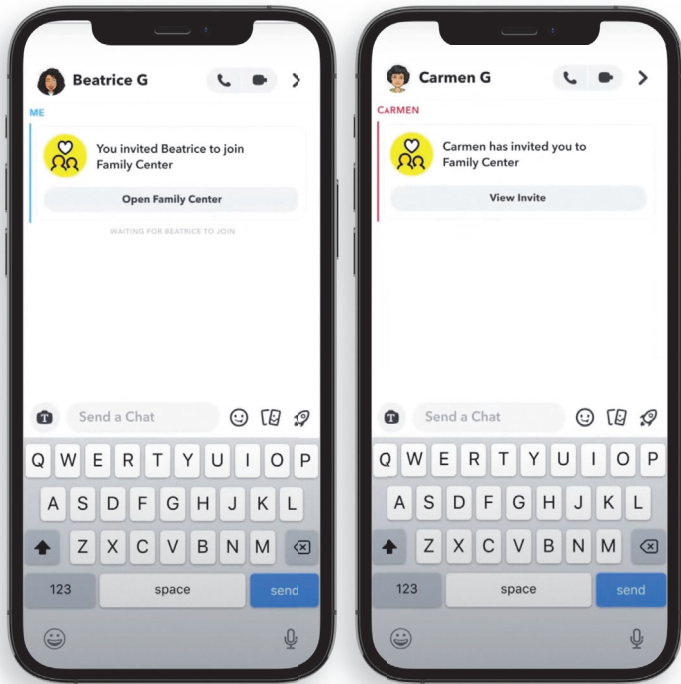 Beatrice G
ME
You invited Beatrice to join
Family Center
Open Family Center
WAITING FOR BEATRICE TO JOIN
T
Send a Chat
Q W E R T Y U I O P
A S D F G H J K L
Z X C V B N M
123 space send
Carmen G
CARMEN
Carmen has invited you to
Family Center
View Invite
T
Send a Chat
Q W E R T Y U I O P
A S D F G H J K L
Z X C V B N M
123 space send